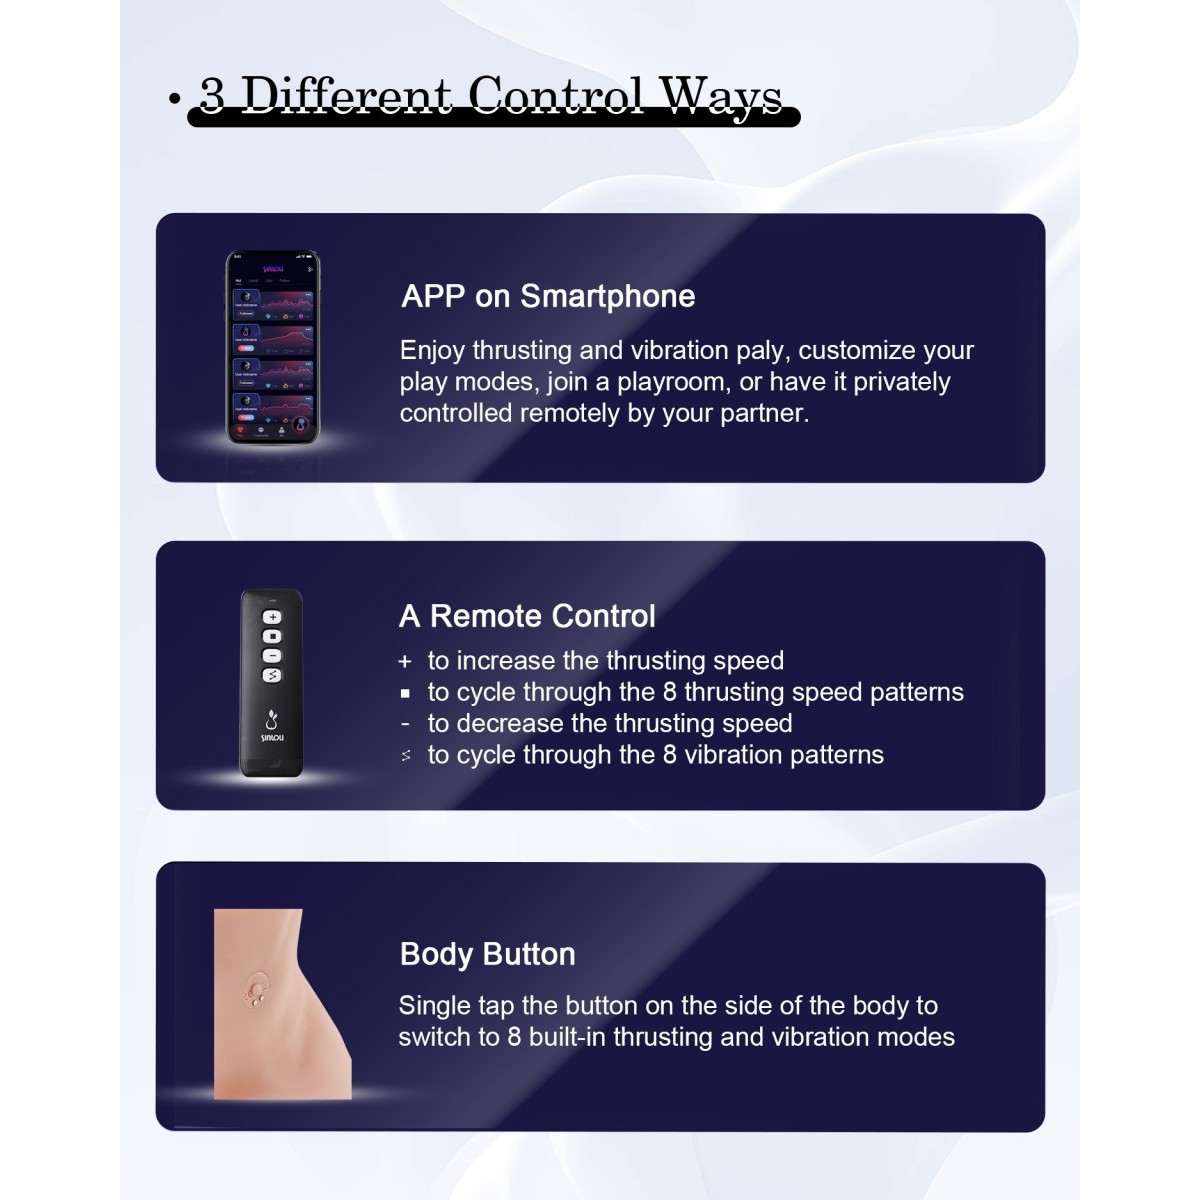 • 3 Different Control Ways
9:41
SINLOU
APP on Smartphone
Enjoy thrusting and vibration paly, customize your
play modes, join a playroom, or have it privately
controlled remotely by your partner.
A Remote Control
+ to increase the thrusting speed
■ to cycle through the 8 thrusting speed patterns
- to decrease the thrusting speed
to cycle through the 8 vibration patterns
SINLOU
Body Button
Single tap the button on the side of the body to
switch to 8 built-in thrusting and vibration modes